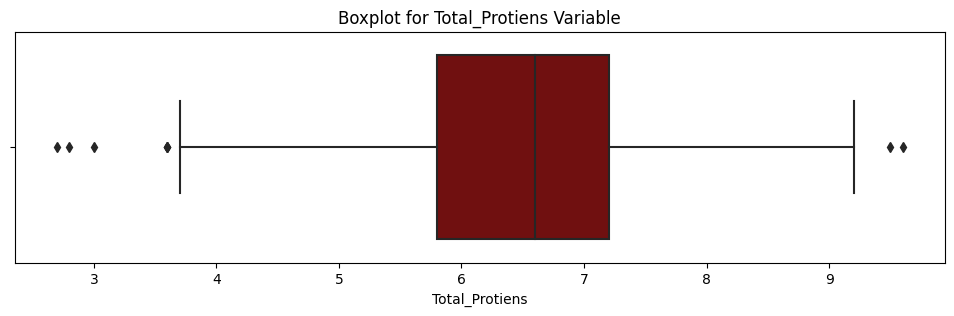 Boxplot for Total_Protiens Variable
3 4 5 6 7 8 9
Total_Protiens